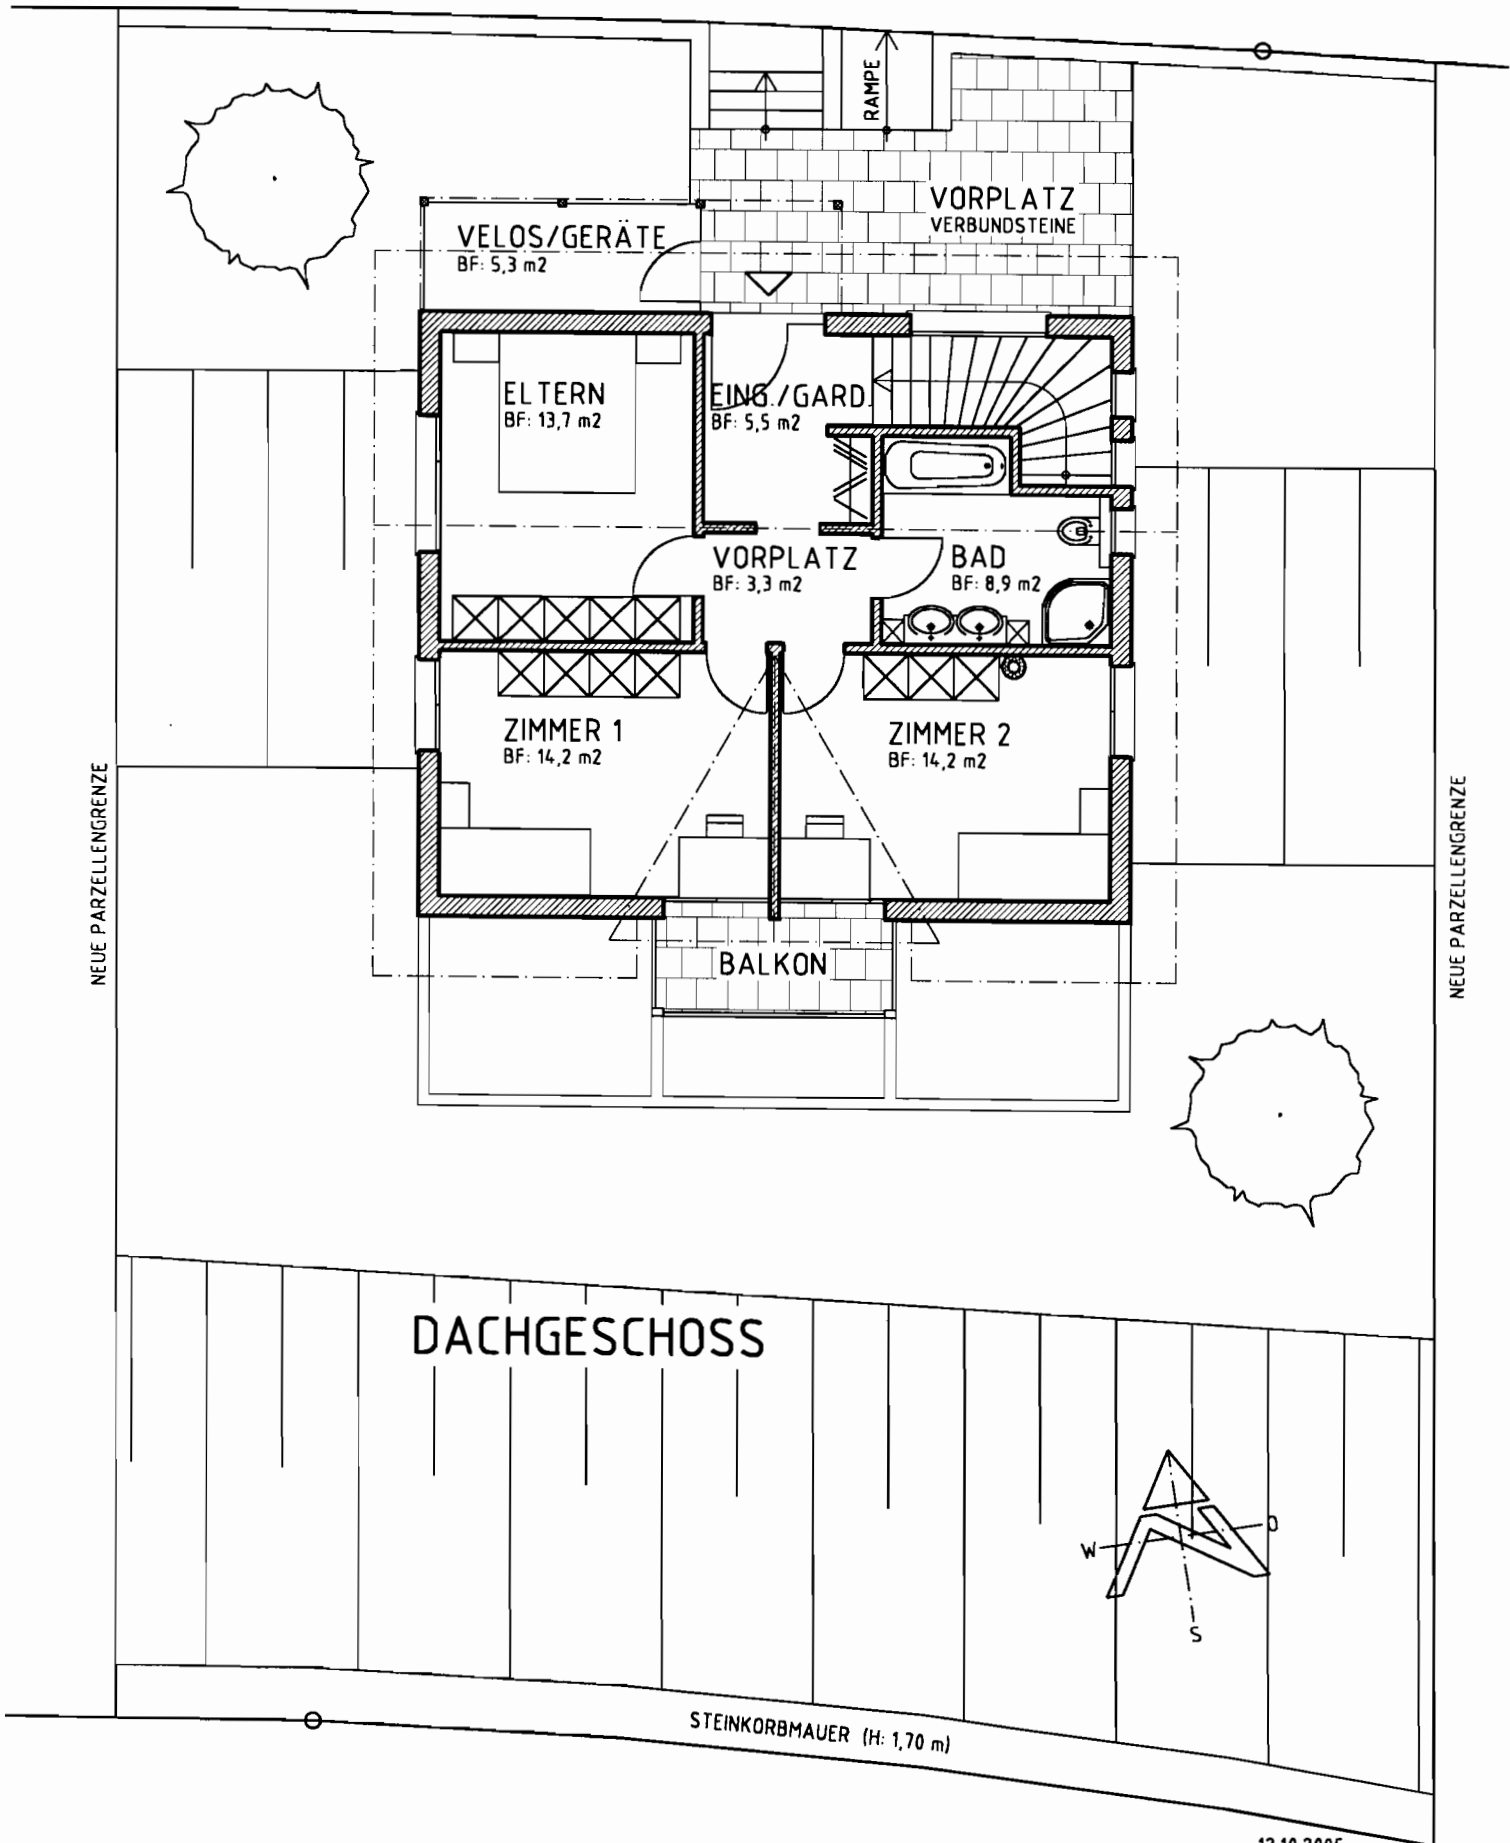 RAMPE
VORPLATZ
VERBUNDSTEINE
VELOS/GERÄTE
BF: 5,3 m2
ELTERN
BF: 13,7 m2
EING./GARD.
BF: 5,5 m2
VORPLATZ
BF: 3,3 m2
BAD
BF: 8,9 m2
ZIMMER 1
BF: 14,2 m2
ZIMMER 2
BF: 14,2 m2
NEUE PARZELLENGRENZE
NEUE PARZELLENGRENZE
BALKON
DACHGESCHOSS
W
O
S
STEINKORBMAUER (H: 1,70 m)